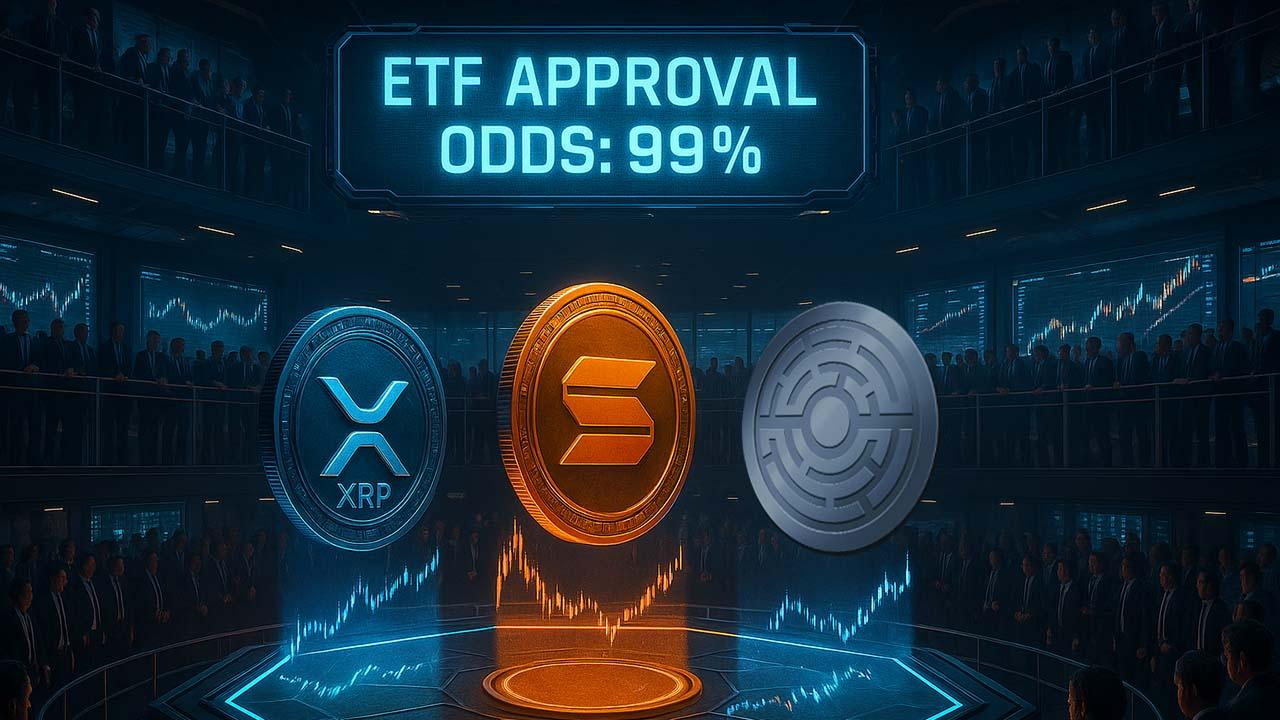 ETF APPROVAL
ODDS: 99%
XRP